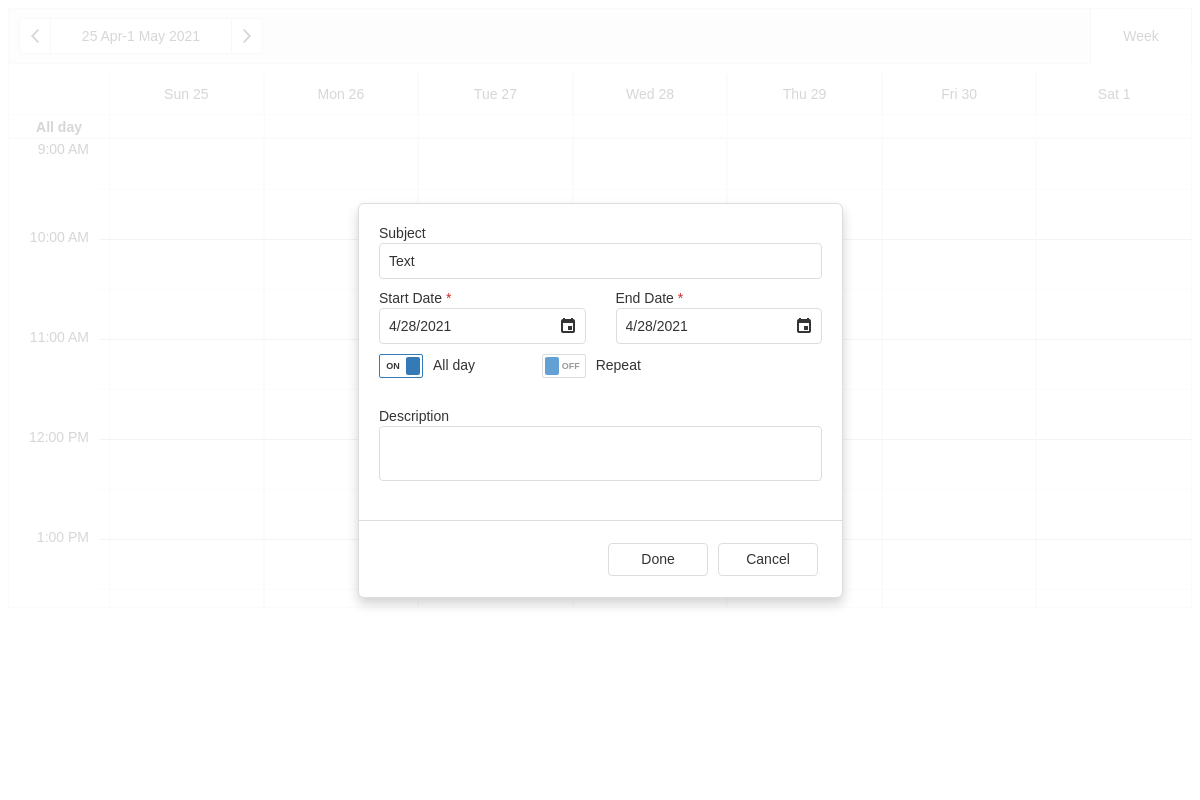 25 Apr-1 May 2021
Week
Sun 25
Mon 26
Tue 27
Wed 28
Thu 29
Fri 30
Sat 1
All day
9:00 AM
10:00 AM
11:00 AM
12:00 PM
1:00 PM
Subject
Text
Start Date *
End Date *
4/28/2021
4/28/2021
ON
All day
OFF
Repeat
Description
Done
Cancel